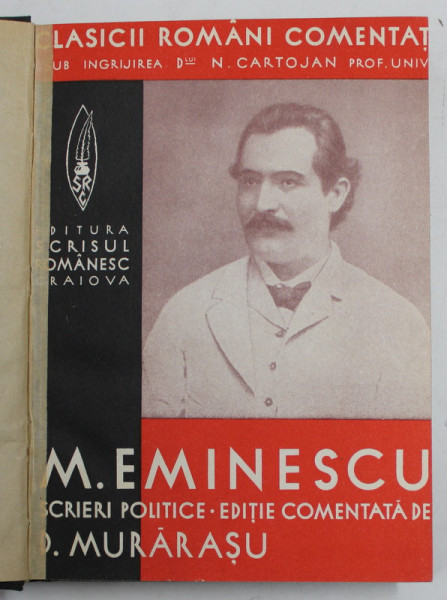 CLASICII ROMÂNI COMENTAȚ
SUB INGRIJIREA DLUI N. CARTOJAN PROF. UNIV
SRC
EDITURA
SCRISUL
ROMÂNESC
CRAIOVA
M. EMINESCU
SCRIERI POLITICE · EDIȚIE COMENTATĂ DE
D. MURĂRAȘU